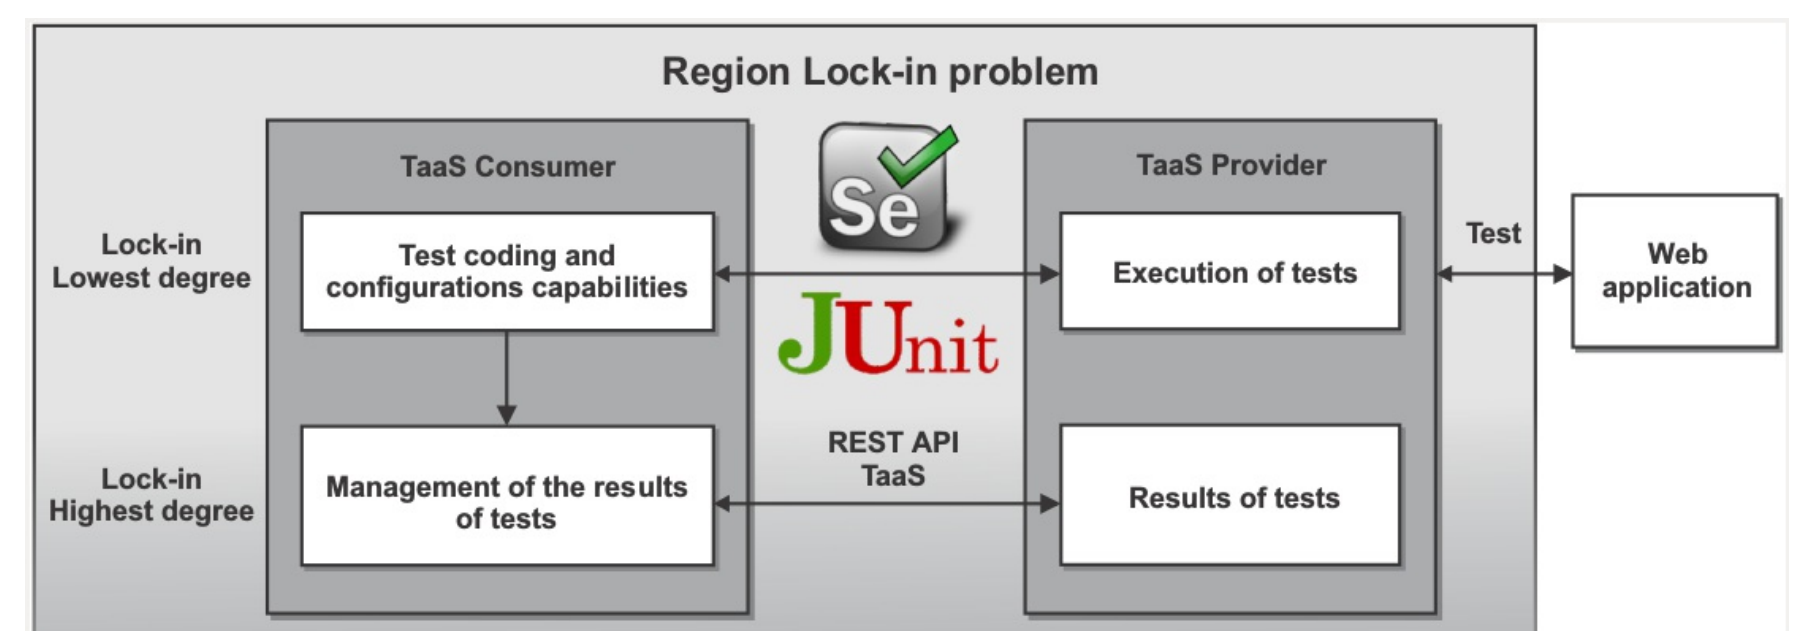 Region Lock-in problem
TaaS Consumer
TaaS Provider
Lock-in
Lowest degree
Test coding and
configurations capabilities
Se
Execution of tests
Test
Web
application
JUnit
Lock-in
Highest degree
Management of the results
of tests
REST API
TaaS
Results of tests